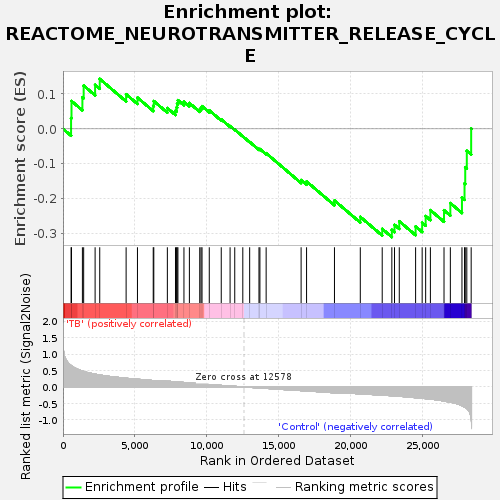 Enrichment plot:
REACTOME_NEUROTRANSMITTER_RELEASE_CYCL
E
Enrichment score (ES)
0.1
0.0
-0.1
-0.2
-0.3
'TB' (positively correlated)
Ranked list metric (Signal2Noise)
2.0
1.5
1.0
0.5
0.0
-0.5
-1.0
Zero cross at 12578
'Control' (negatively correlated)
0
5,000
10,000
15,000
20,000
25,000
Rank in Ordered Dataset
Enrichment profile
Hits
Ranking metric scores